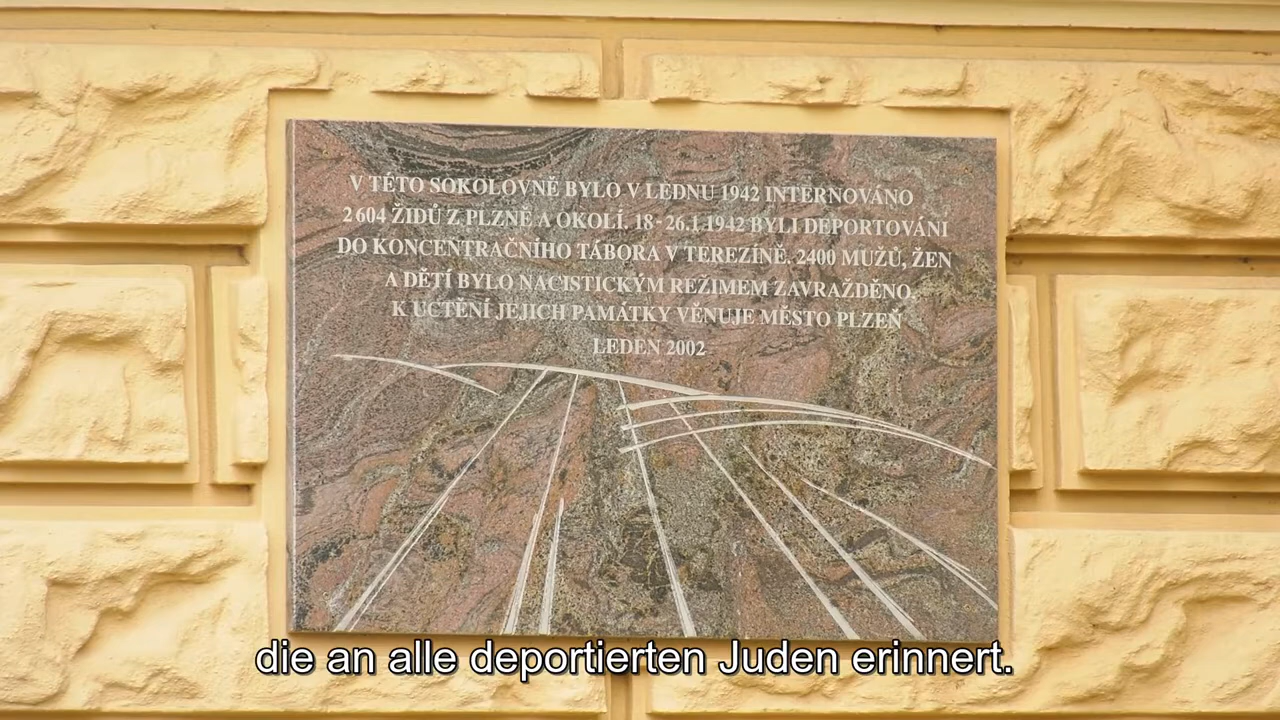 V TÉTO SOKOLOVNĚ BYLO V LEDNU 1942 INTERNOVÁNO
2 604 ŽIDŮ Z PLZNĚ A OKOLÍ. 18-26.1.1942 BYLI DEPORTOVÁNI
DO KONCENTRAČNÍHO TÁBORA V TEREZÍNĚ. 2400 MUŽŮ, ŽEN
A DĚTÍ BYLO NACISTICKÝM REŽIMEM ZAVRAŽDĚNO.
K UCTĚNÍ JEJICH PAMÁTKY VĚNUJE MĚSTO PLZEŇ
LEDEN 2002
die an alle deportierten Juden erinnert.